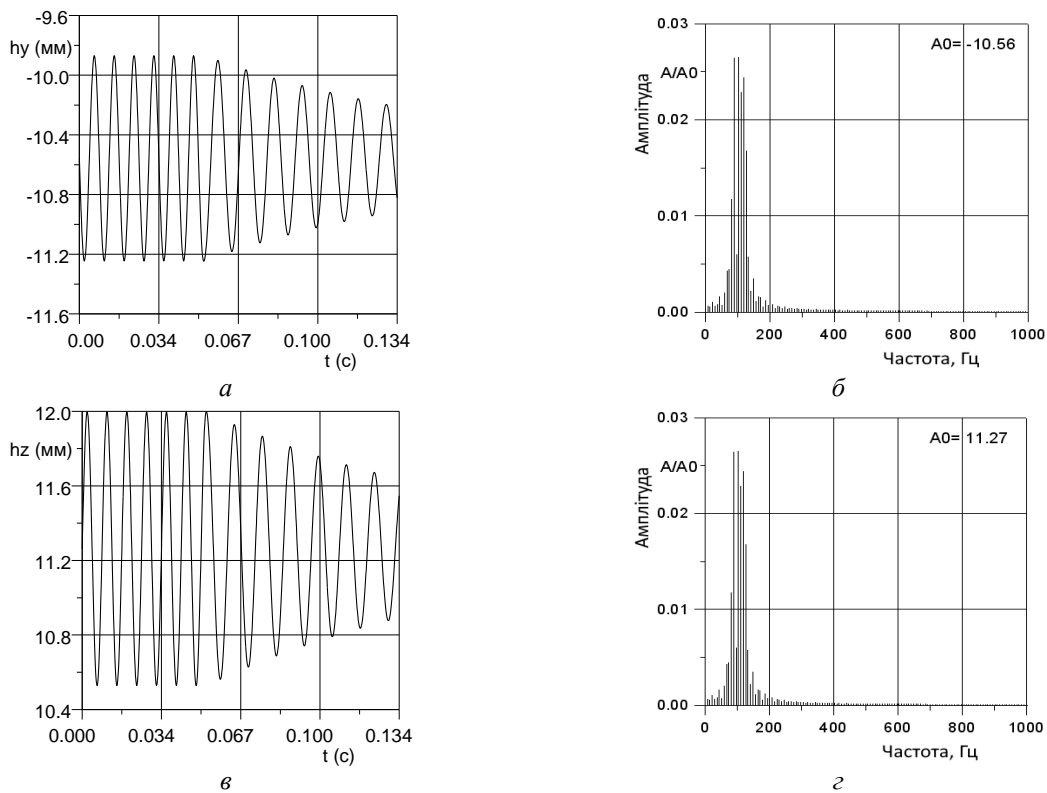 -9.6
hy (мм)
-10.0
-10.4
-10.8
-11.2
-11.6
0.00 0.034 0.067 0.100 0.134
t (c)
а
0.03
A0= -10.56
A/A0
Амплітуда
0.02
0.01
0.00
0 200 400 600 800 1000
Частота, Гц
б
12.0
hz (мм)
11.6
11.2
10.8
10.4
0.000 0.034 0.067 0.100 0.134
t (c)
в
0.03
A0= 11.27
A/A0
Амплітуда
0.02
0.01
0.00
0 200 400 600 800 1000
Частота, Гц
г